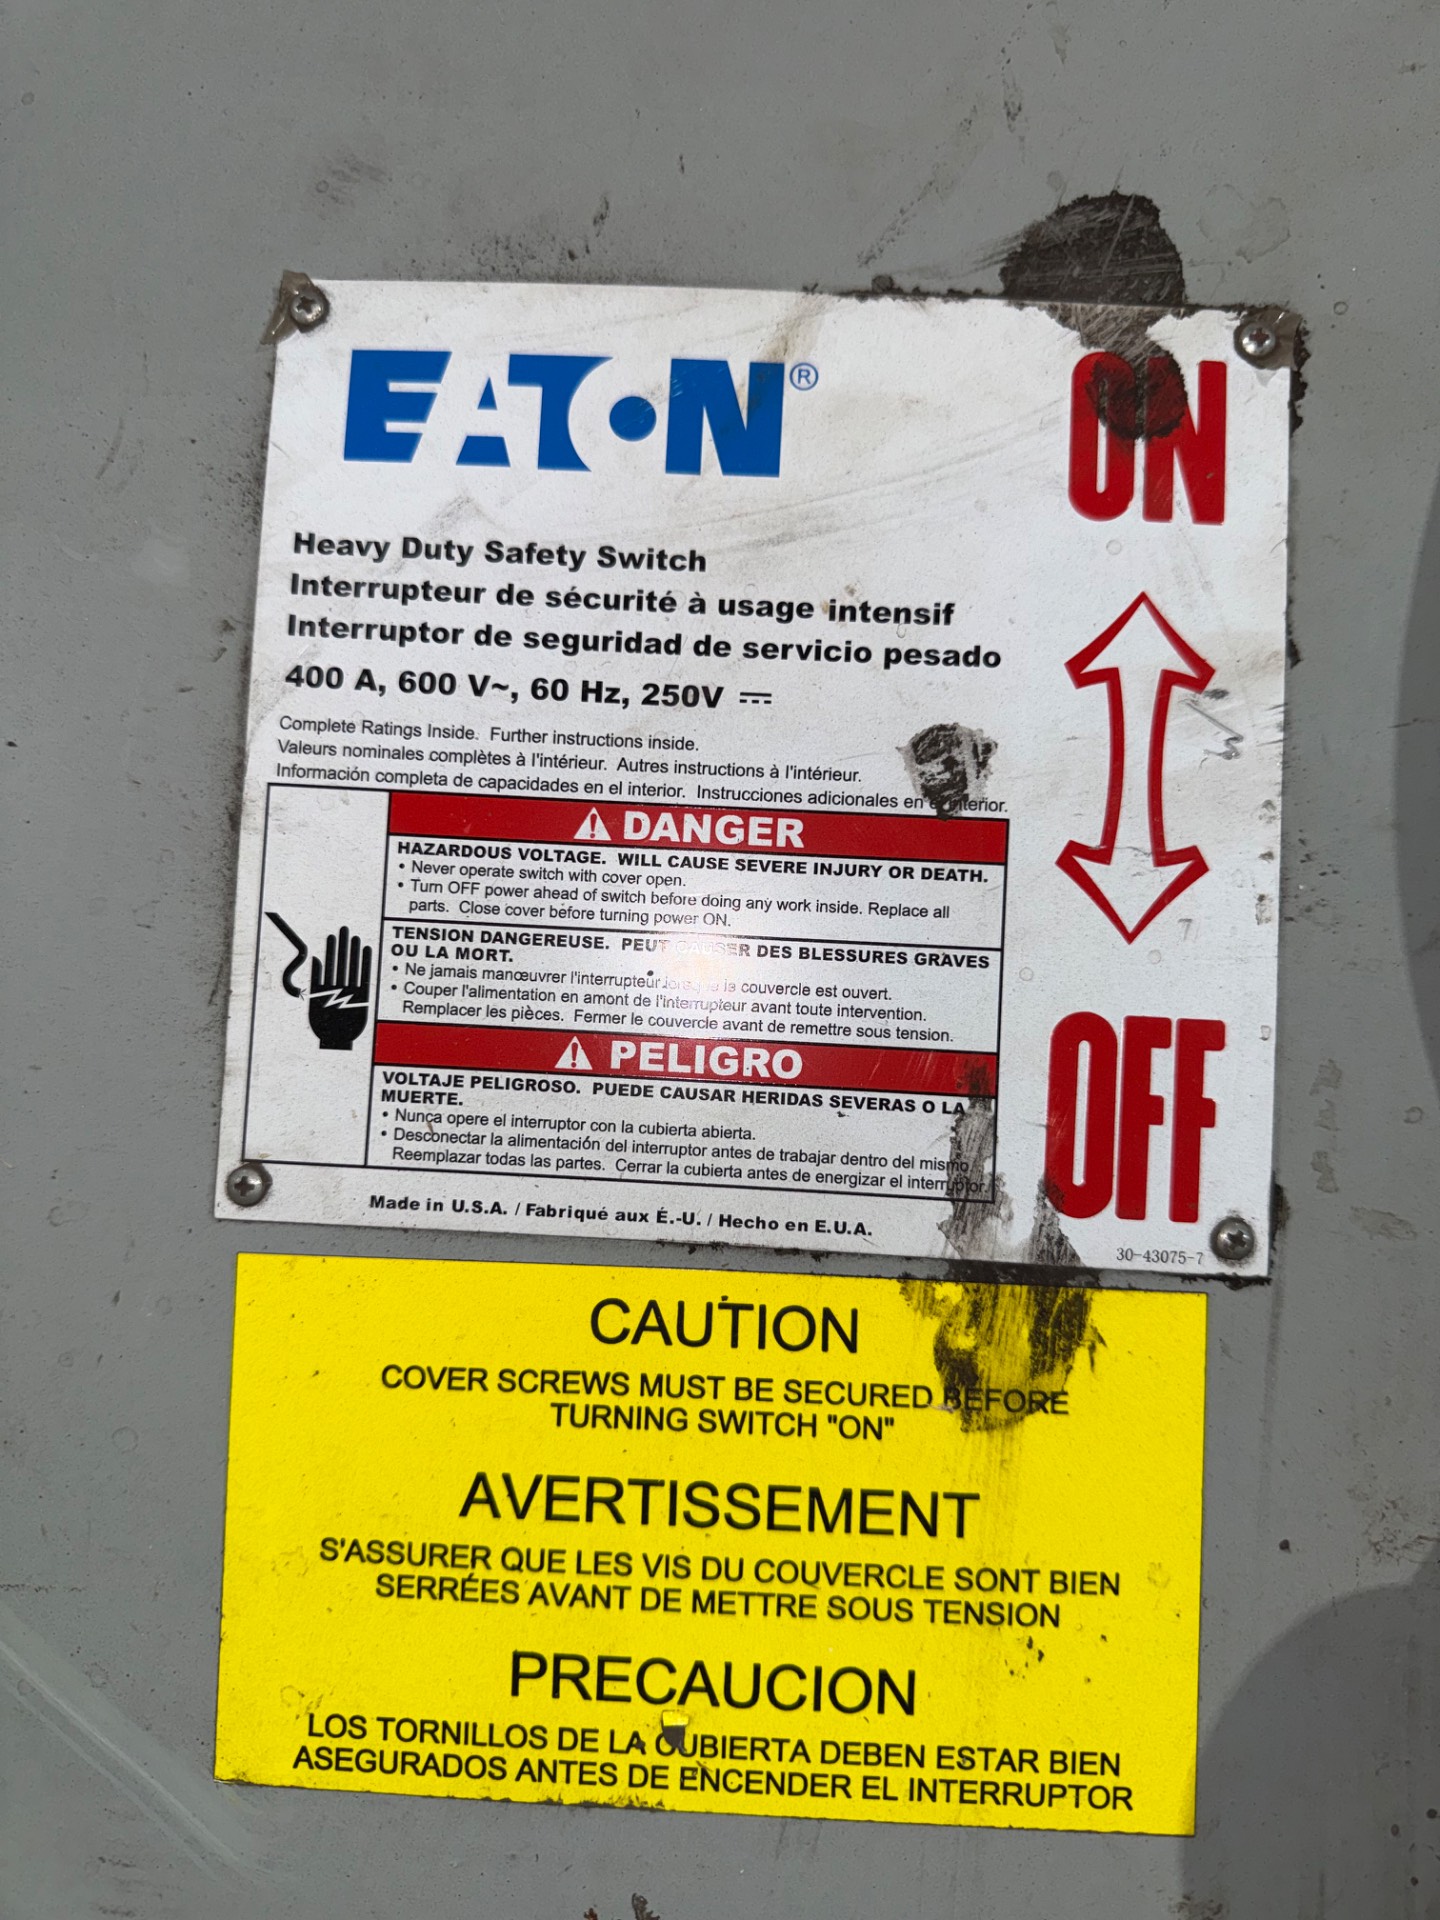 EATON®
ON
Heavy Duty Safety Switch
Interrupteur de sécurité à usage intensif
Interruptor de seguridad de servicio pesado
400 A, 600 V~, 60 Hz, 250V ⎓
Complete Ratings Inside. Further instructions inside.
Valeurs nominales complètes à l'intérieur. Autres instructions à l'intérieur.
Información completa de capacidades en el interior. Instrucciones adicionales en el interior.
⚠ DANGER
HAZARDOUS VOLTAGE. WILL CAUSE SEVERE INJURY OR DEATH.
• Never operate switch with cover open.
• Turn OFF power ahead of switch before doing any work inside. Replace all
parts. Close cover before turning power ON.
TENSION DANGEREUSE. PEUT CAUSER DES BLESSURES GRAVES
OU LA MORT.
• Ne jamais manœuvrer l'interrupteur lorsque le couvercle est ouvert.
• Couper l'alimentation en amont de l'interrupteur avant toute intervention.
Remplacer les pièces. Fermer le couvercle avant de remettre sous tension.
⚠ PELIGRO
VOLTAJE PELIGROSO. PUEDE CAUSAR HERIDAS SEVERAS O LA
MUERTE.
• Nunca opere el interruptor con la cubierta abierta.
• Desconectar la alimentación del interruptor antes de trabajar dentro del mismo.
Reemplazar todas las partes. Cerrar la cubierta antes de energizar el interruptor.
OFF
Made in U.S.A. / Fabriqué aux É.-U. / Hecho en E.U.A.
30-43075-7
CAUTION
COVER SCREWS MUST BE SECURED BEFORE
TURNING SWITCH "ON"
AVERTISSEMENT
S'ASSURER QUE LES VIS DU COUVERCLE SONT BIEN
SERRÉES AVANT DE METTRE SOUS TENSION
PRECAUCION
LOS TORNILLOS DE LA CUBIERTA DEBEN ESTAR BIEN
ASEGURADOS ANTES DE ENCENDER EL INTERRUPTOR